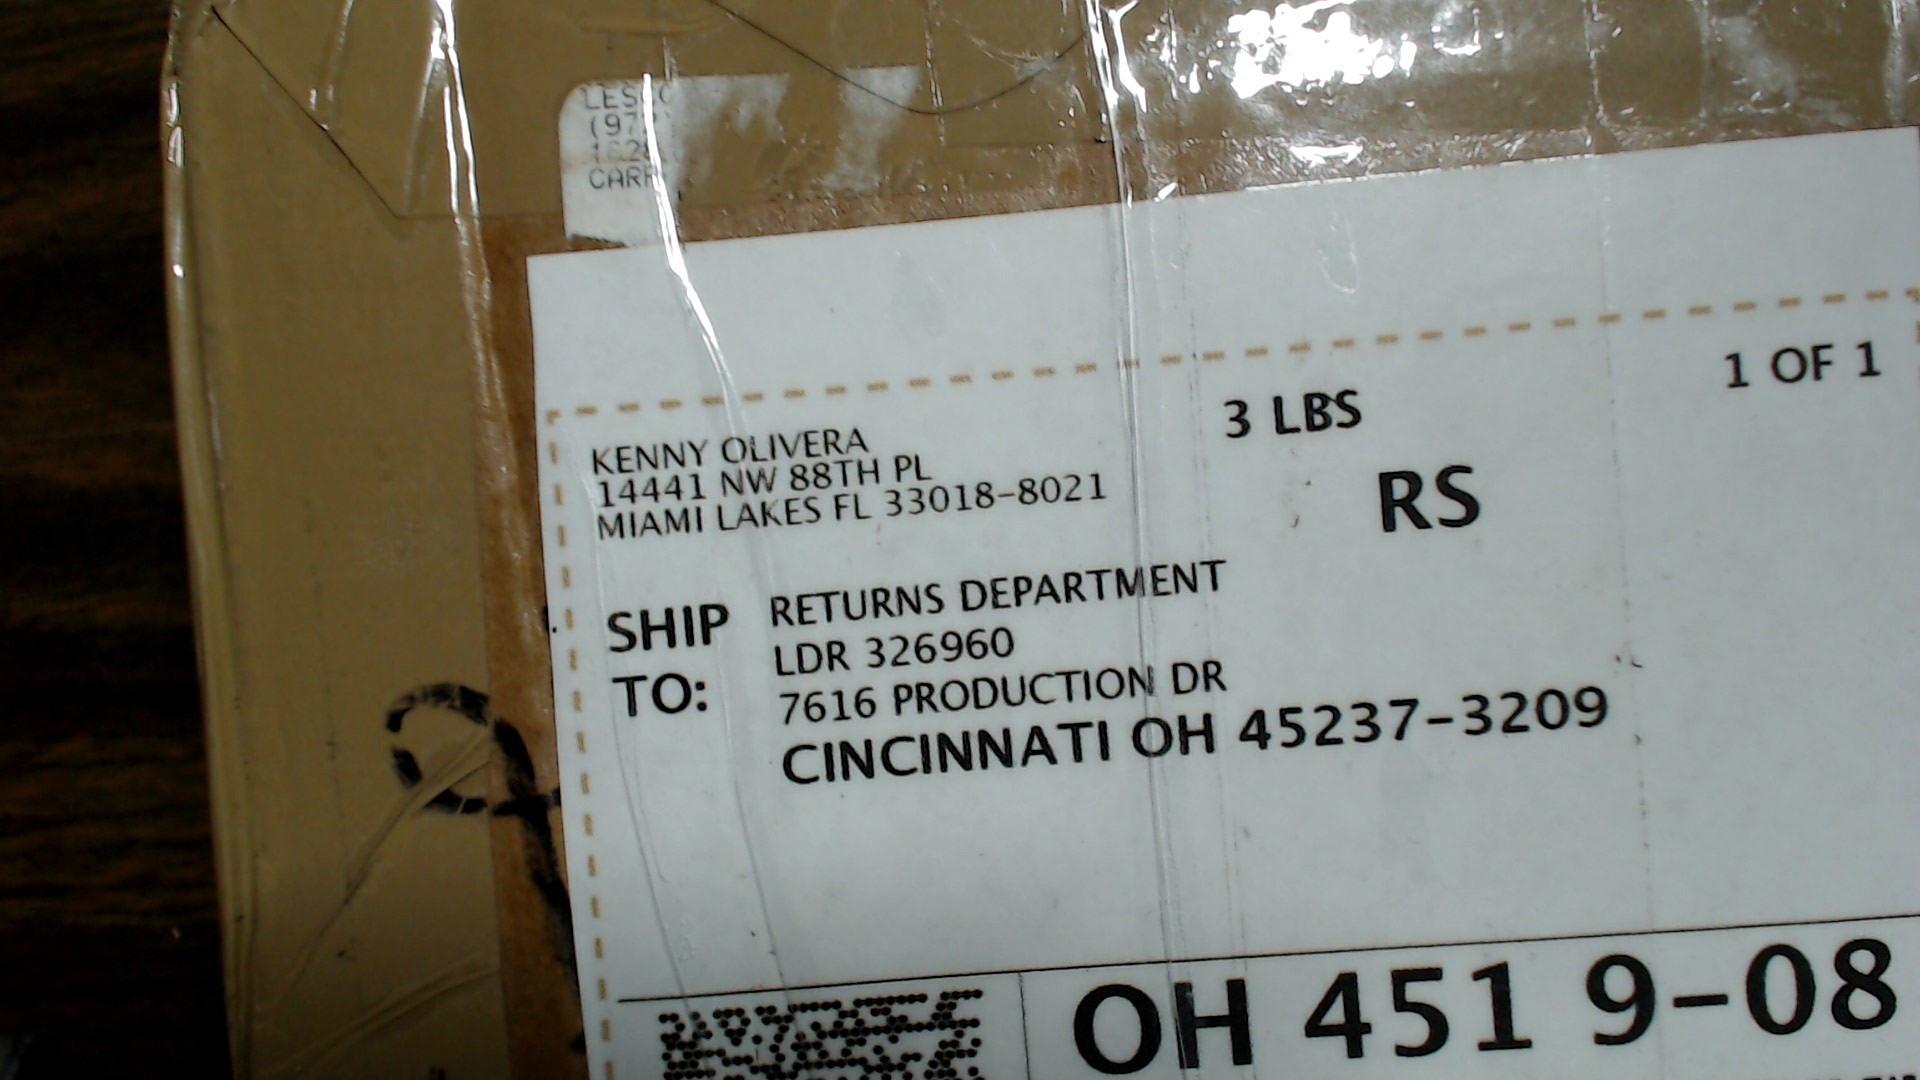 KENNY OLIVERA
14441 NW 88TH PL
MIAMI LAKES FL 33018-8021
3 LBS
1 OF 1
RS
SHIP TO:
RETURNS DEPARTMENT
LDR 326960
7616 PRODUCTION DR
CINCINNATI OH 45237-3209
OH 451 9-08